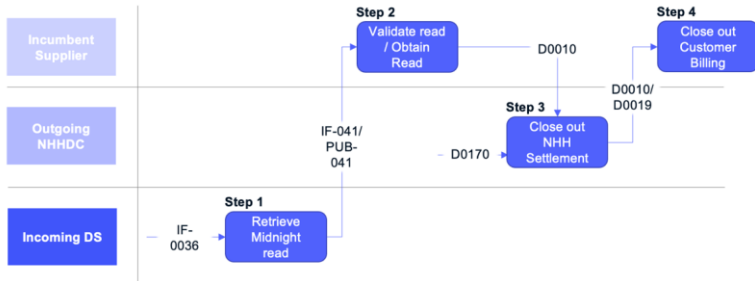 Step 2
Step 4
Incumbent
Supplier
Validate read
/ Obtain
Read
D0010
Close out
Customer
Billing
D0010/
D0019
Step 3
Outgoing
NHHDC
IF-041/
PUB-
041
D0170
Close out
NHH
Settlement
Step 1
Incoming DS
IF-
0036
Retrieve
Midnight
read